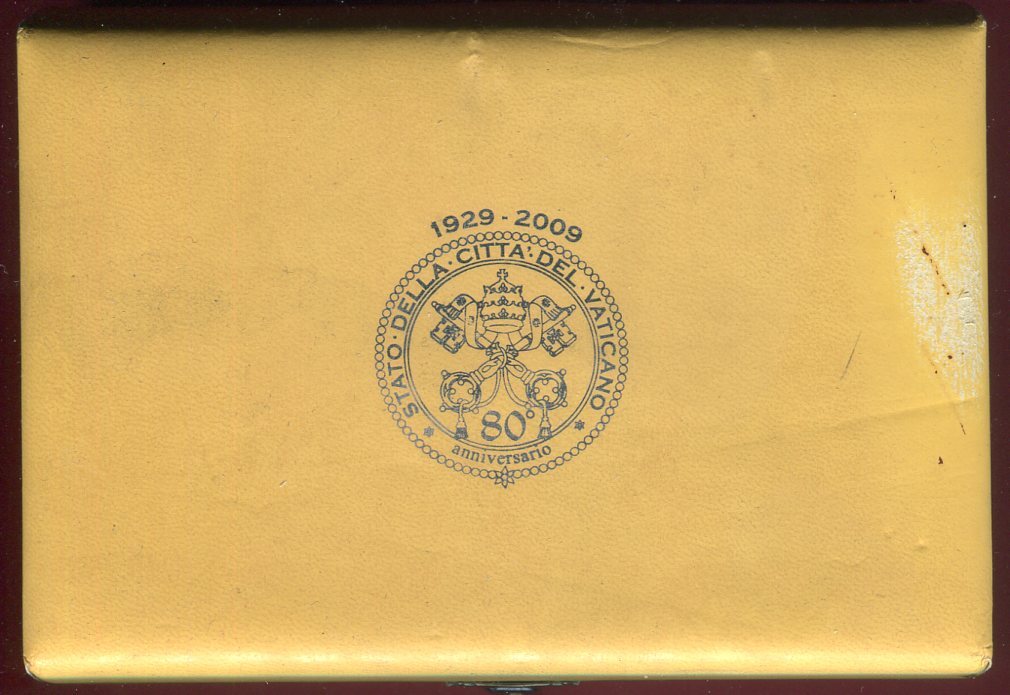 1929 - 2009
STATO · DELLA · CITTA' · DEL · VATICANO
80°
anniversario